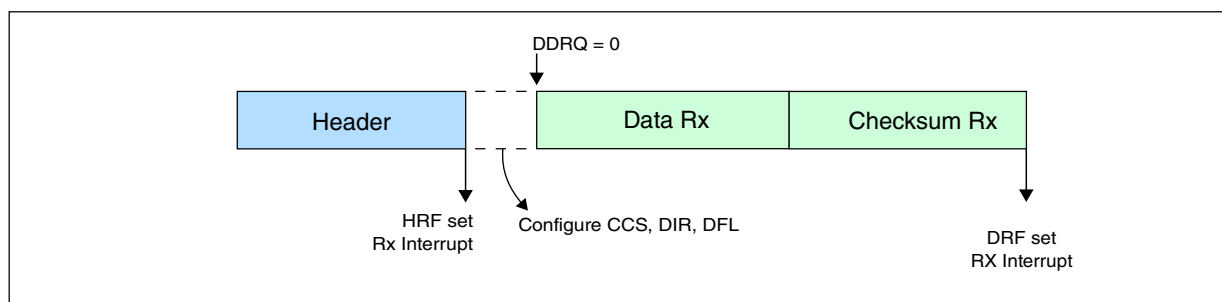 DDRQ = 0
Header
Data Rx
Checksum Rx
HRF set
Rx Interrupt
Configure CCS, DIR, DFL
DRF set
RX Interrupt